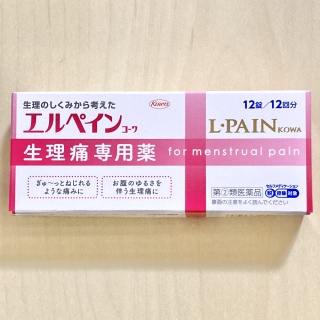 生理のしくみから考えた
Kowa
12錠/12回分
エルペイン コーワ
L・PAIN KOWA
生理痛専用薬
for menstrual pain
ぎゅ〜っとねじれる
ような痛みに
お腹のゆるさを
伴う生理痛に
指定②類医薬品
セルフメディケーション
税 控除 対象
裏面の注意をよく読んでください